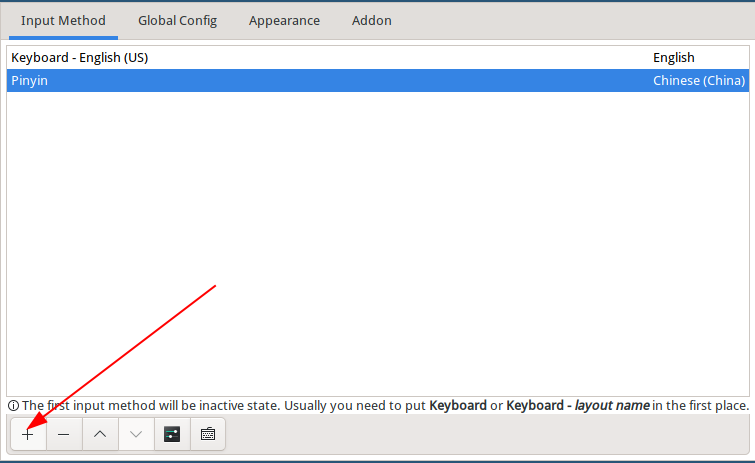 Input Method Global Config Appearance Addon
Keyboard - English (US) English
Pinyin Chinese (China)
The first input method will be inactive state. Usually you need to put Keyboard or Keyboard - layout name in the first place.